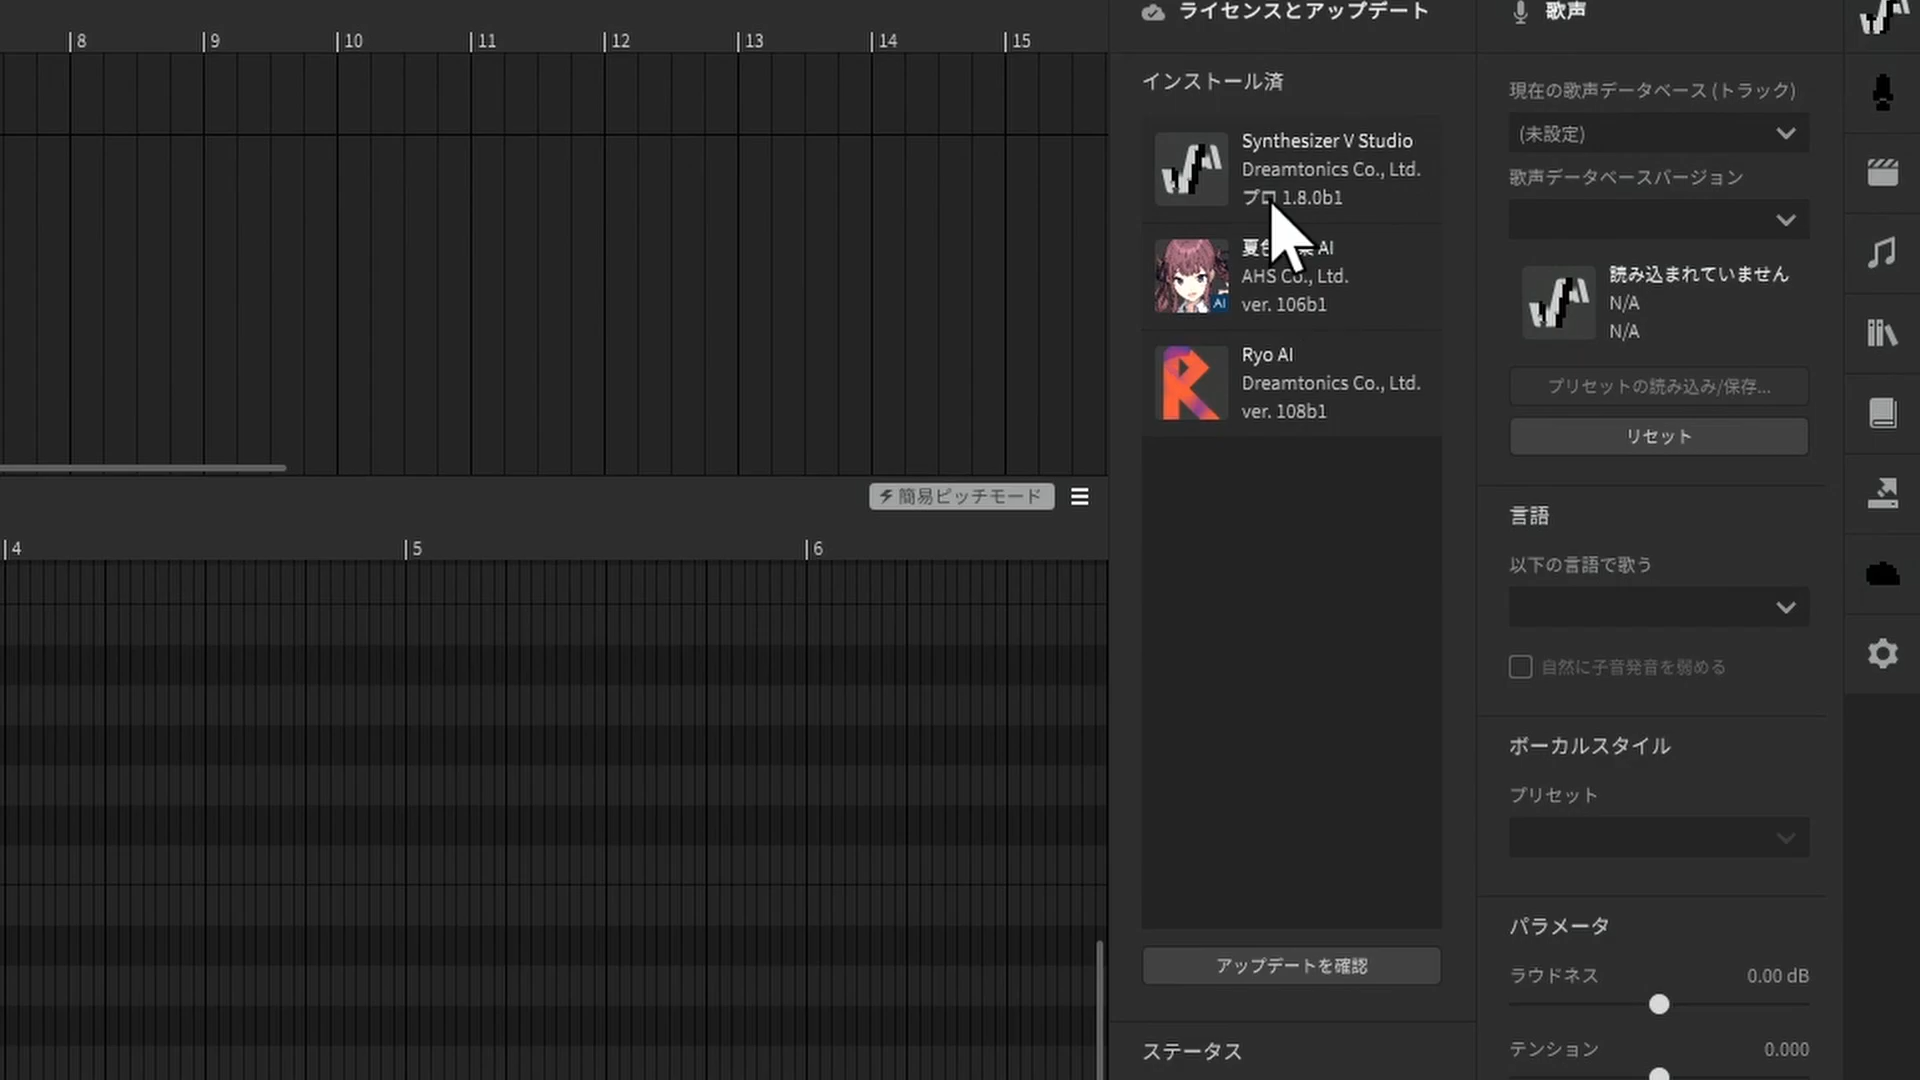 8
9
10
11
12
13
14
15
簡易ピッチモード
4
5
6
ライセンスとアップデート
インストール済
Synthesizer V Studio
Dreamtonics Co., Ltd.
プロ 1.8.0b1
AI
AHS Co., Ltd.
ver. 106b1
AI
Ryo AI
Dreamtonics Co., Ltd.
ver. 108b1
アップデートを確認
ステータス
歌声
現在の歌声データベース (トラック)
(未設定)
歌声データベースバージョン
読み込まれていません
N/A
N/A
プリセットの読み込み/保存...
リセット
言語
以下の言語で歌う
自然に子音発音を弱める
ボーカルスタイル
プリセット
パラメータ
ラウドネス 0.00 dB
テンション 0.000